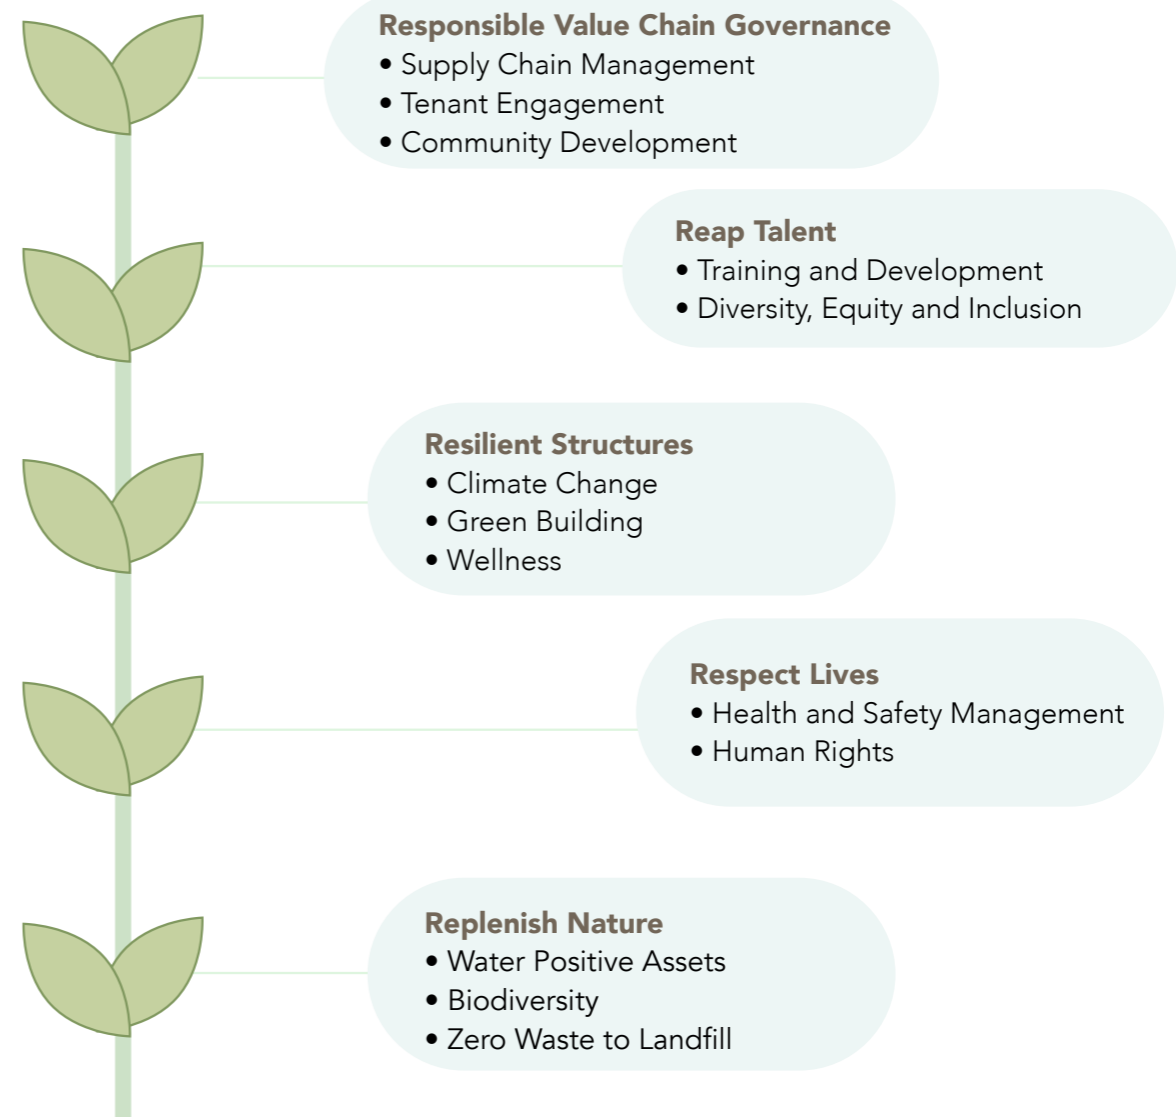 Responsible Value Chain Governance
• Supply Chain Management
• Tenant Engagement
• Community Development
Reap Talent
• Training and Development
• Diversity, Equity and Inclusion
Resilient Structures
• Climate Change
• Green Building
• Wellness
Respect Lives
• Health and Safety Management
• Human Rights
Replenish Nature
• Water Positive Assets
• Biodiversity
• Zero Waste to Landfill